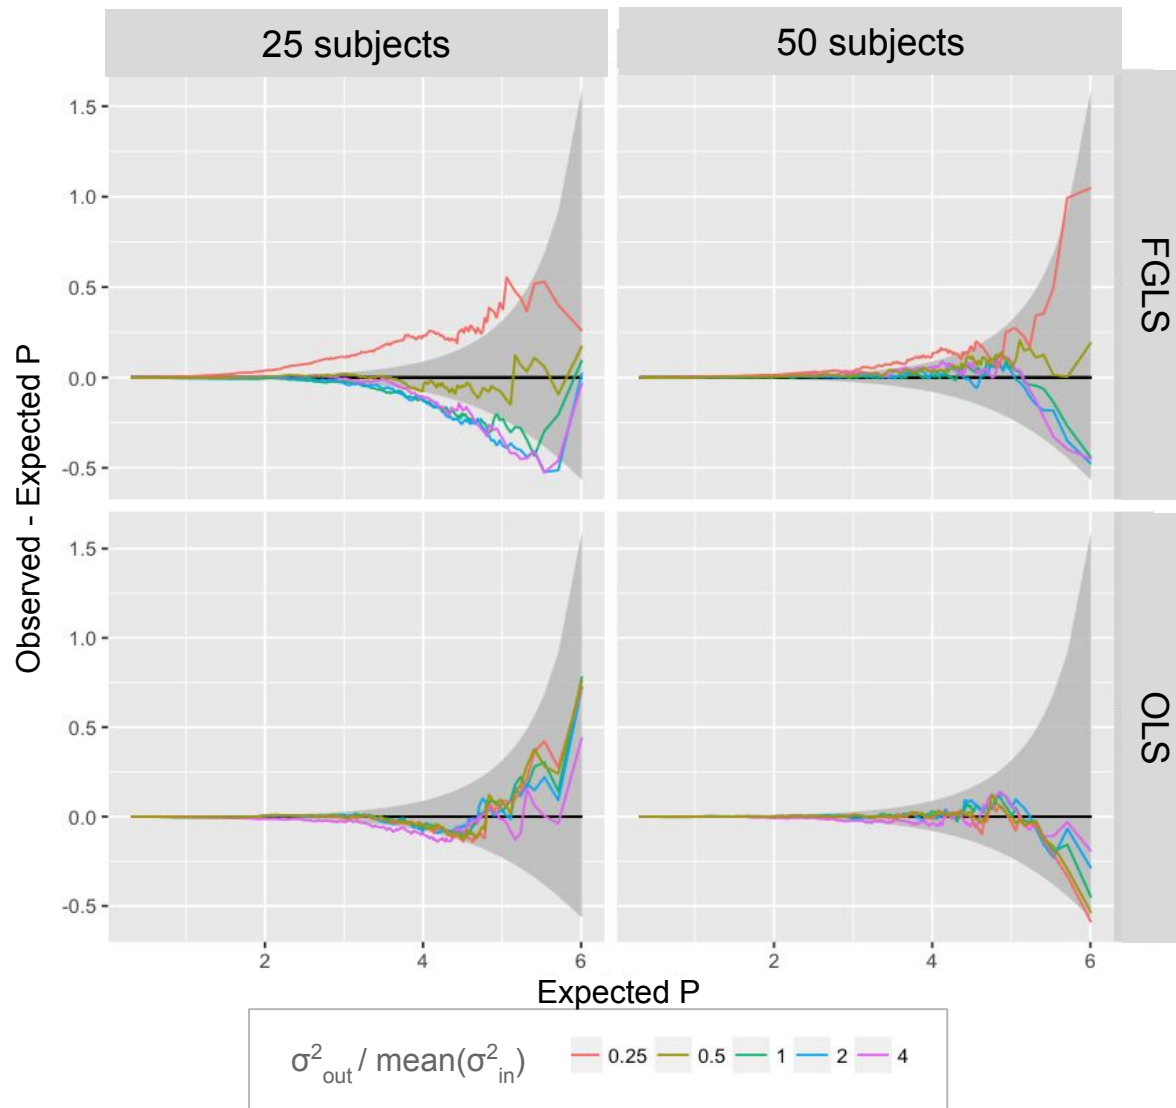 25 subjects 50 subjects
1.5
1.0
0.5
0.0
-0.5
FGLS
1.5
1.0
0.5
0.0
-0.5
OLS
Observed - Expected P
2 4 6 2 4 6
Expected P
σ²out / mean(σ²in) 0.25 0.5 1 2 4